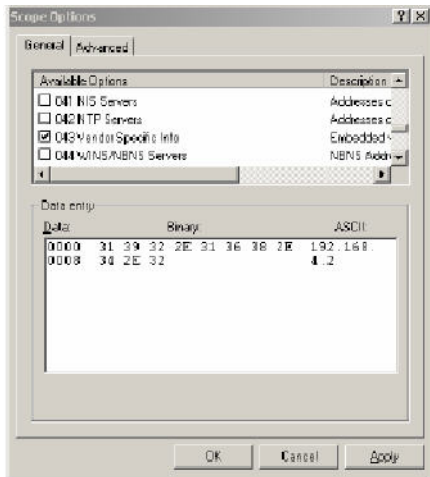 Scope Options
General Advanced
Available Options Description
041 NIS Servers Addresses c
042 NTP Servers Addresses c
043 Vendor Specific Info Embedded v
044 WINS/NBNS Servers NBNS Addr
Data entry:
Data: Binary: ASCII:
0000 31 39 32 2E 31 36 38 2E 192.168.
0008 34 2E 32 4.2
OK Cancel Apply